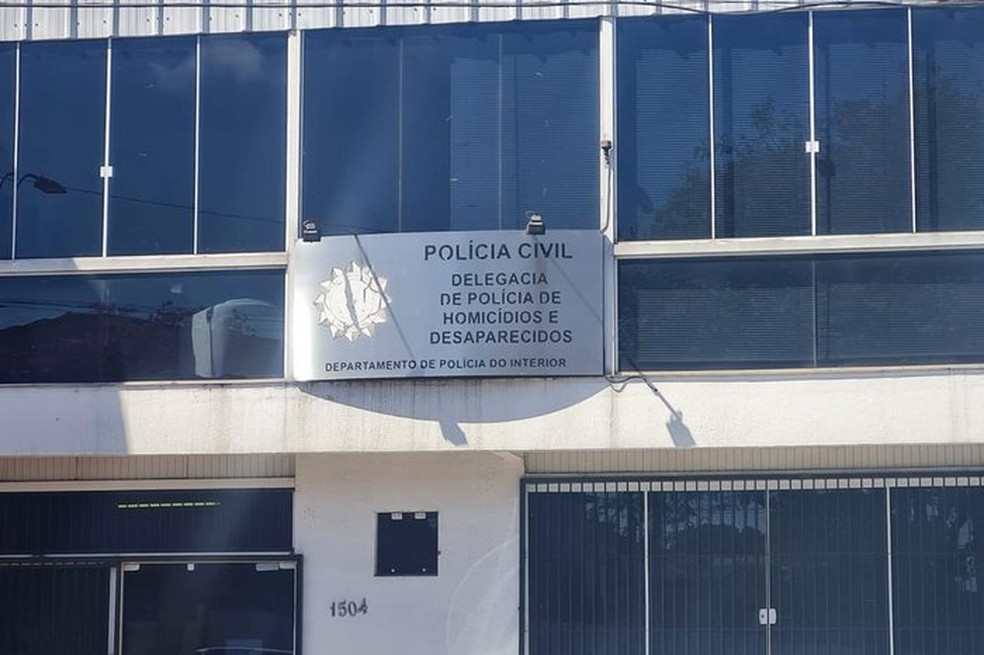 POLÍCIA CIVIL
DELEGACIA
DE POLÍCIA DE
HOMICÍDIOS E
DESAPARECIDOS
DEPARTAMENTO DE POLÍCIA DO INTERIOR
1504